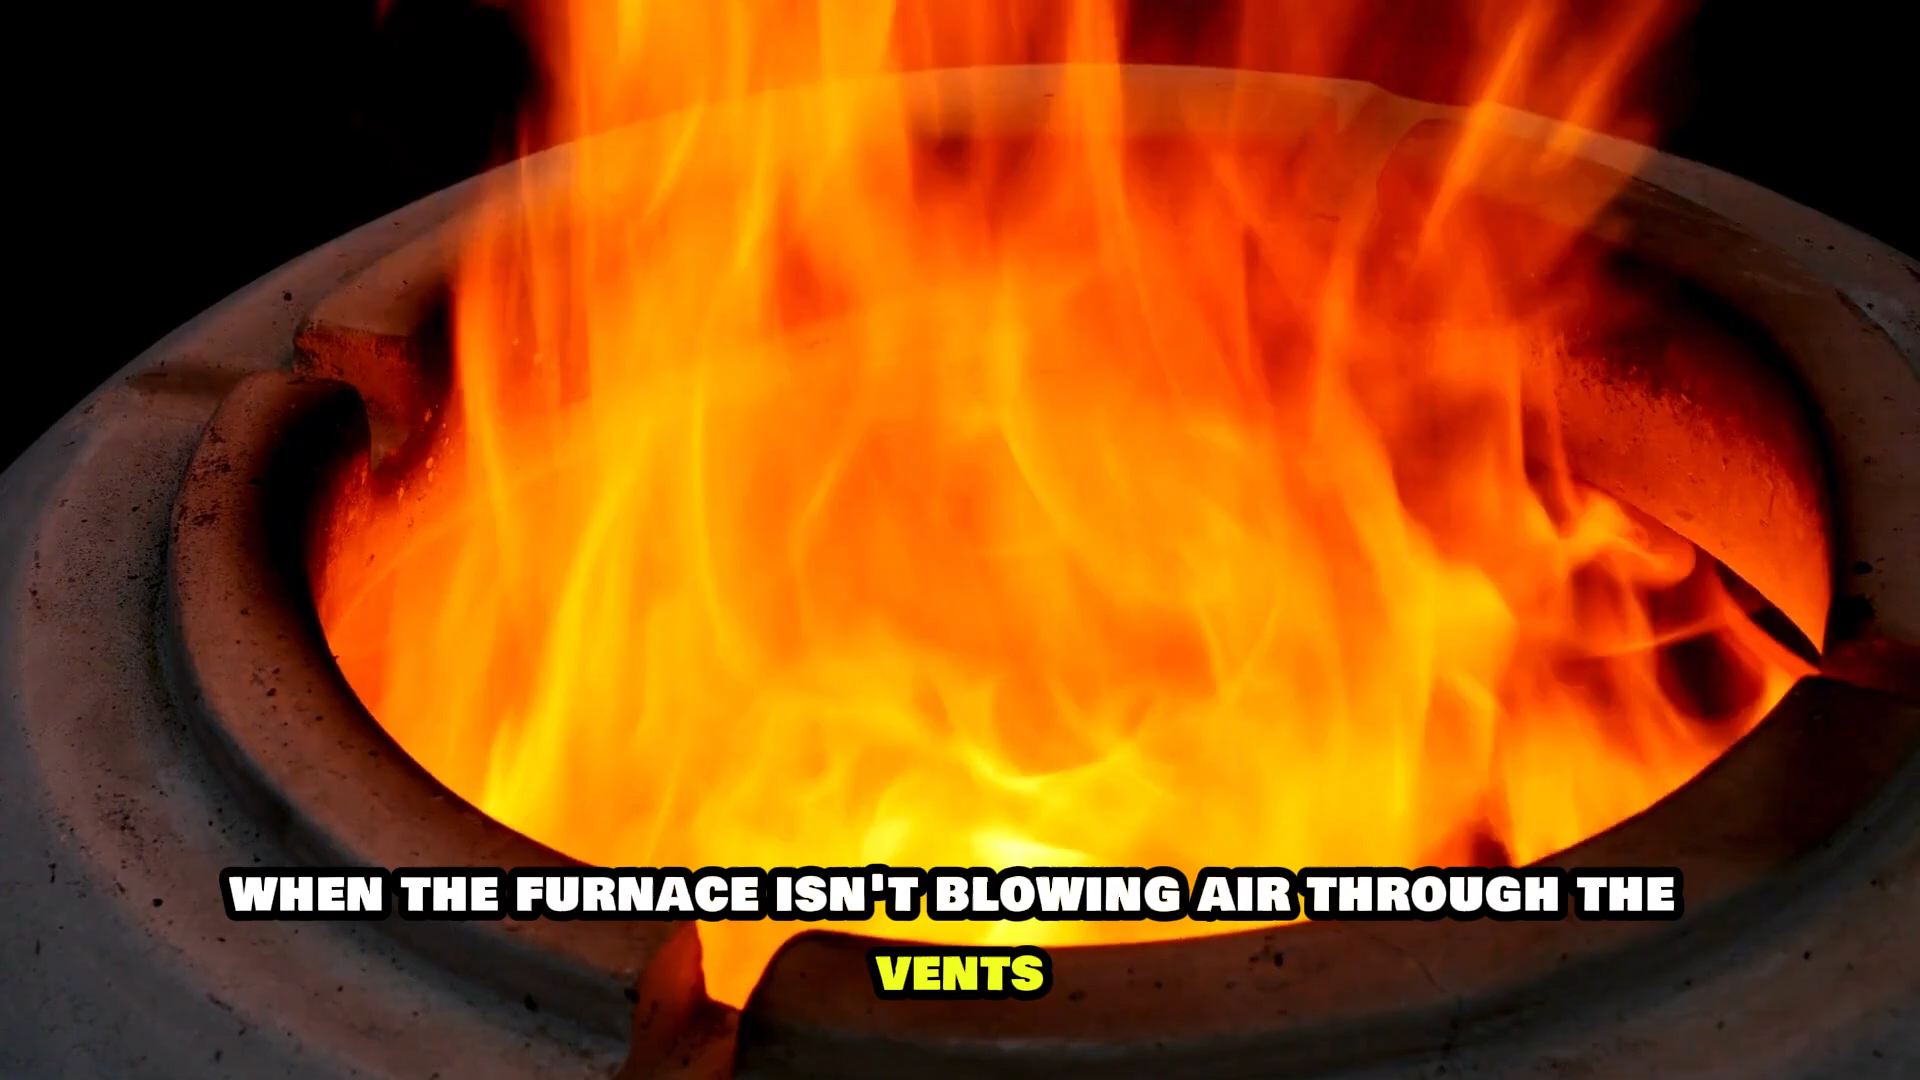 WHEN THE FURNACE ISN'T BLOWING AIR THROUGH THE
VENTS